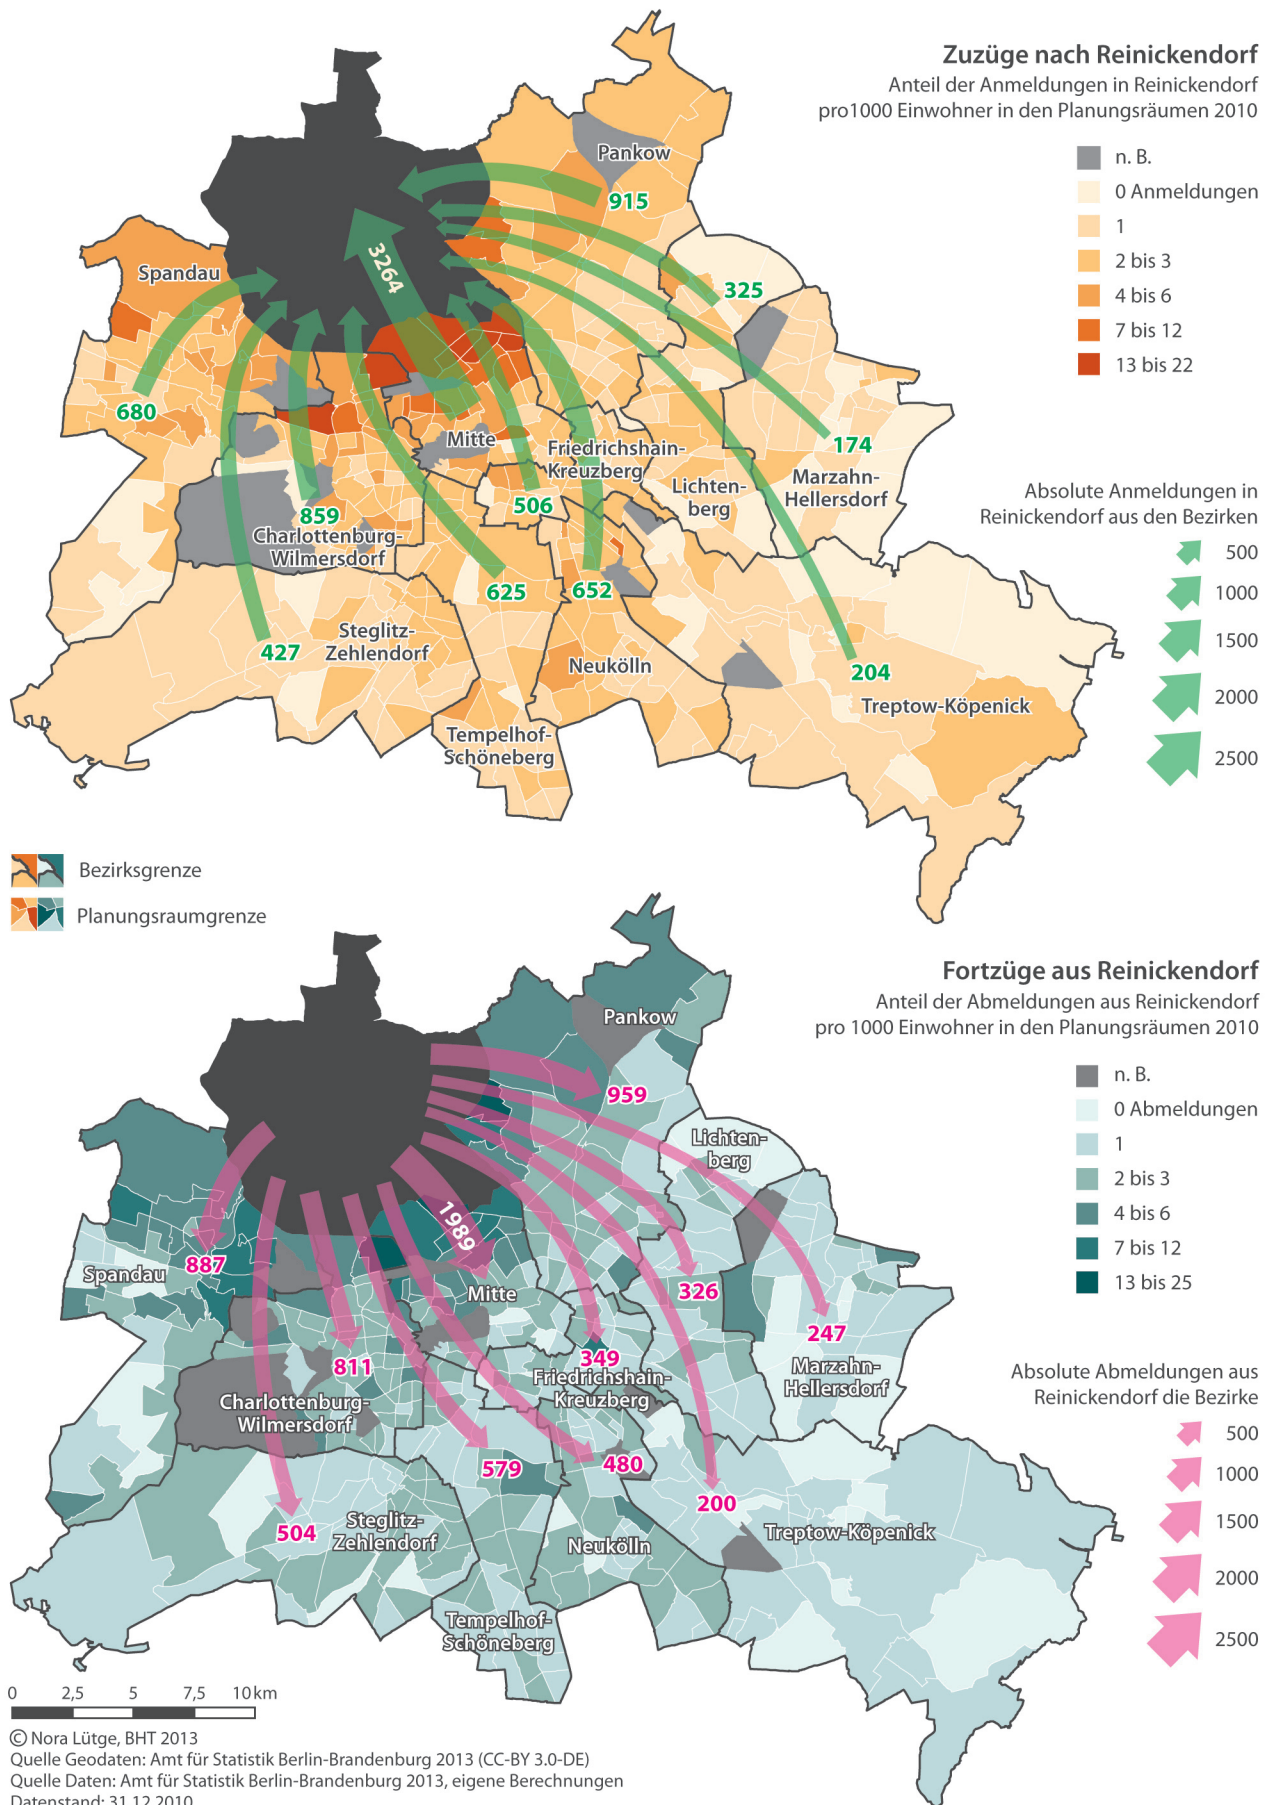 Zuzüge nach Reinickendorf
Anteil der Anmeldungen in Reinickendorf
pro1000 Einwohner in den Planungsräumen 2010
n. B.
0 Anmeldungen
1
2 bis 3
4 bis 6
7 bis 12
13 bis 22
Pankow
915
3264
Spandau
325
680
Mitte
Friedrichshain-
Kreuzberg
174
Marzahn-
Hellersdorf
Lichten-
berg
506
859
Charlottenburg-
Wilmersdorf
625
652
427
Steglitz-
Zehlendorf
Neukölln
204
Treptow-Köpenick
Tempelhof-
Schöneberg
Absolute Anmeldungen in
Reinickendorf aus den Bezirken
500
1000
1500
2000
2500
Bezirksgrenze
Planungsraumgrenze
Fortzüge aus Reinickendorf
Anteil der Abmeldungen aus Reinickendorf
pro 1000 Einwohner in den Planungsräumen 2010
n. B.
0 Abmeldungen
1
2 bis 3
4 bis 6
7 bis 12
13 bis 25
Pankow
959
Lichten-
berg
1989
887
Spandau
Mitte
326
247
811
349
Friedrichshain-
Kreuzberg
Marzahn-
Hellersdorf
Charlottenburg-
Wilmersdorf
579
480
200
504
Steglitz-
Zehlendorf
Neukölln
Treptow-Köpenick
Tempelhof-
Schöneberg
Absolute Abmeldungen aus
Reinickendorf die Bezirke
500
1000
1500
2000
2500
0 2,5 5 7,5 10 km
© Nora Lütge, BHT 2013
Quelle Geodaten: Amt für Statistik Berlin-Brandenburg 2013 (CC-BY 3.0-DE)
Quelle Daten: Amt für Statistik Berlin-Brandenburg 2013, eigene Berechnungen
Datenstand: 31.12.2010